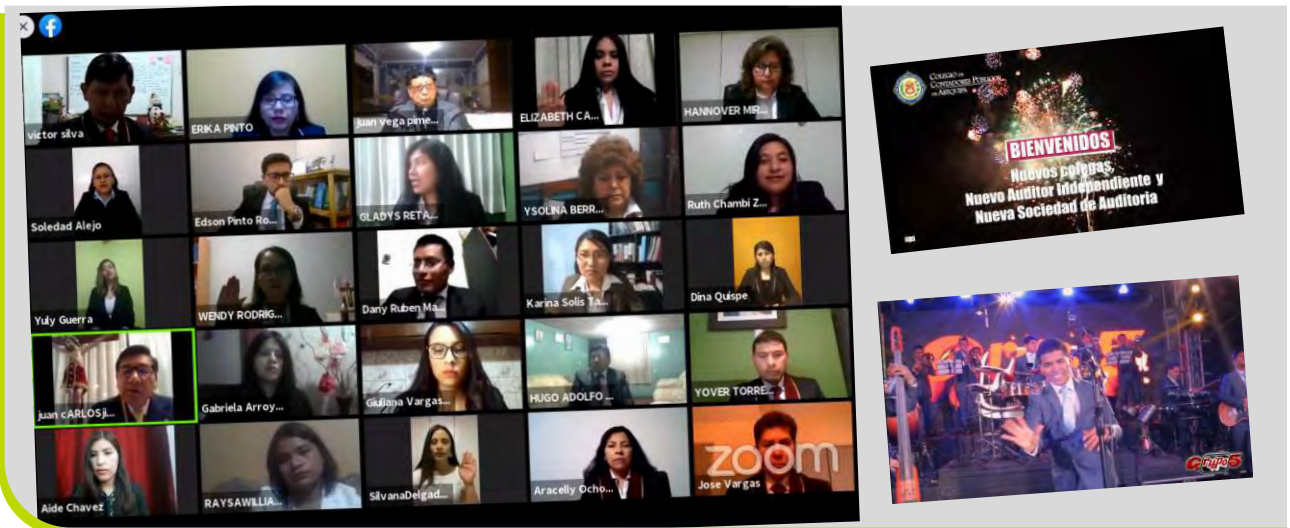 victor silva
ERIKA PINTO
juan vega pime...
ELIZABETH CA...
HANNOVER MIR...
Soledad Alejo
Edson Pinto Ro...
GLADYS RETA...
YSOLINA BERR...
Ruth Chambi Z...
Yuly Guerra
WENDY RODRIG...
Dany Ruben Ma...
Karina Solis Ta...
Dina Quispe
juan cARLOSji...
Gabriela Arroy...
Giuliana Vargas...
HUGO ADOLFO ...
YOVER TORRE...
Aide Chavez
RAYSAWILLIA...
SilvanaDelgad...
Aracelly Ocho...
zoom
Jose Vargas
COLEGIO DE
CONTADORES PÚBLICOS
DE AREQUIPA
BIENVENIDOS
Nuevos colegas,
Nuevo Auditor Independiente y
Nueva Sociedad de Auditoria
Grupo5